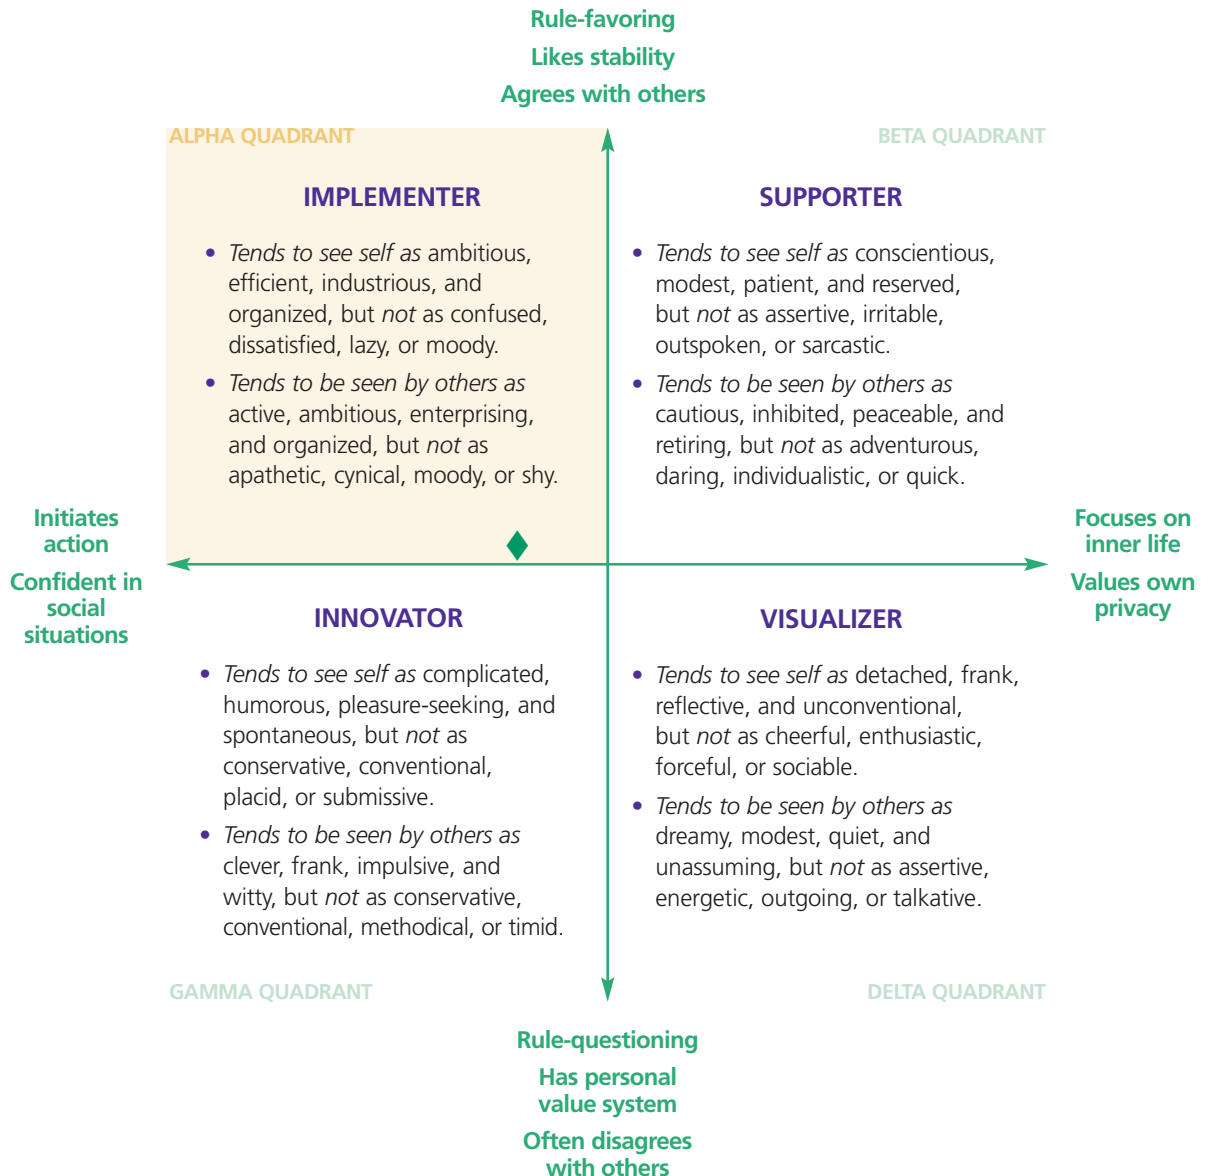 Rule-favoring
Likes stability
Agrees with others
ALPHA QUADRANT
BETA QUADRANT
IMPLEMENTER
• Tends to see self as ambitious,
efficient, industrious, and
organized, but not as confused,
dissatisfied, lazy, or moody.
• Tends to be seen by others as
active, ambitious, enterprising,
and organized, but not as
apathetic, cynical, moody, or shy.
SUPPORTER
• Tends to see self as conscientious,
modest, patient, and reserved,
but not as assertive, irritable,
outspoken, or sarcastic.
• Tends to be seen by others as
cautious, inhibited, peaceable, and
retiring, but not as adventurous,
daring, individualistic, or quick.
Initiates
action
Confident in
social
situations
Focuses on
inner life
Values own
privacy
INNOVATOR
• Tends to see self as complicated,
humorous, pleasure-seeking, and
spontaneous, but not as
conservative, conventional,
placid, or submissive.
• Tends to be seen by others as
clever, frank, impulsive, and
witty, but not as conservative,
conventional, methodical, or timid.
VISUALIZER
• Tends to see self as detached, frank,
reflective, and unconventional,
but not as cheerful, enthusiastic,
forceful, or sociable.
• Tends to be seen by others as
dreamy, modest, quiet, and
unassuming, but not as assertive,
energetic, outgoing, or talkative.
GAMMA QUADRANT
DELTA QUADRANT
Rule-questioning
Has personal
value system
Often disagrees
with others